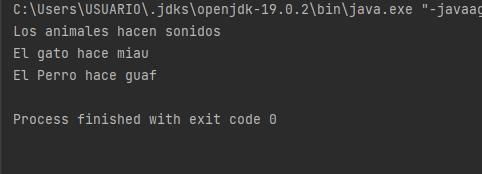 C:\Users\USUARIO\.jdks\openjdk-19.0.2\bin\java.exe "-javaag
Los animales hacen sonidos
El gato hace miau
El Perro hace guaf
Process finished with exit code 0